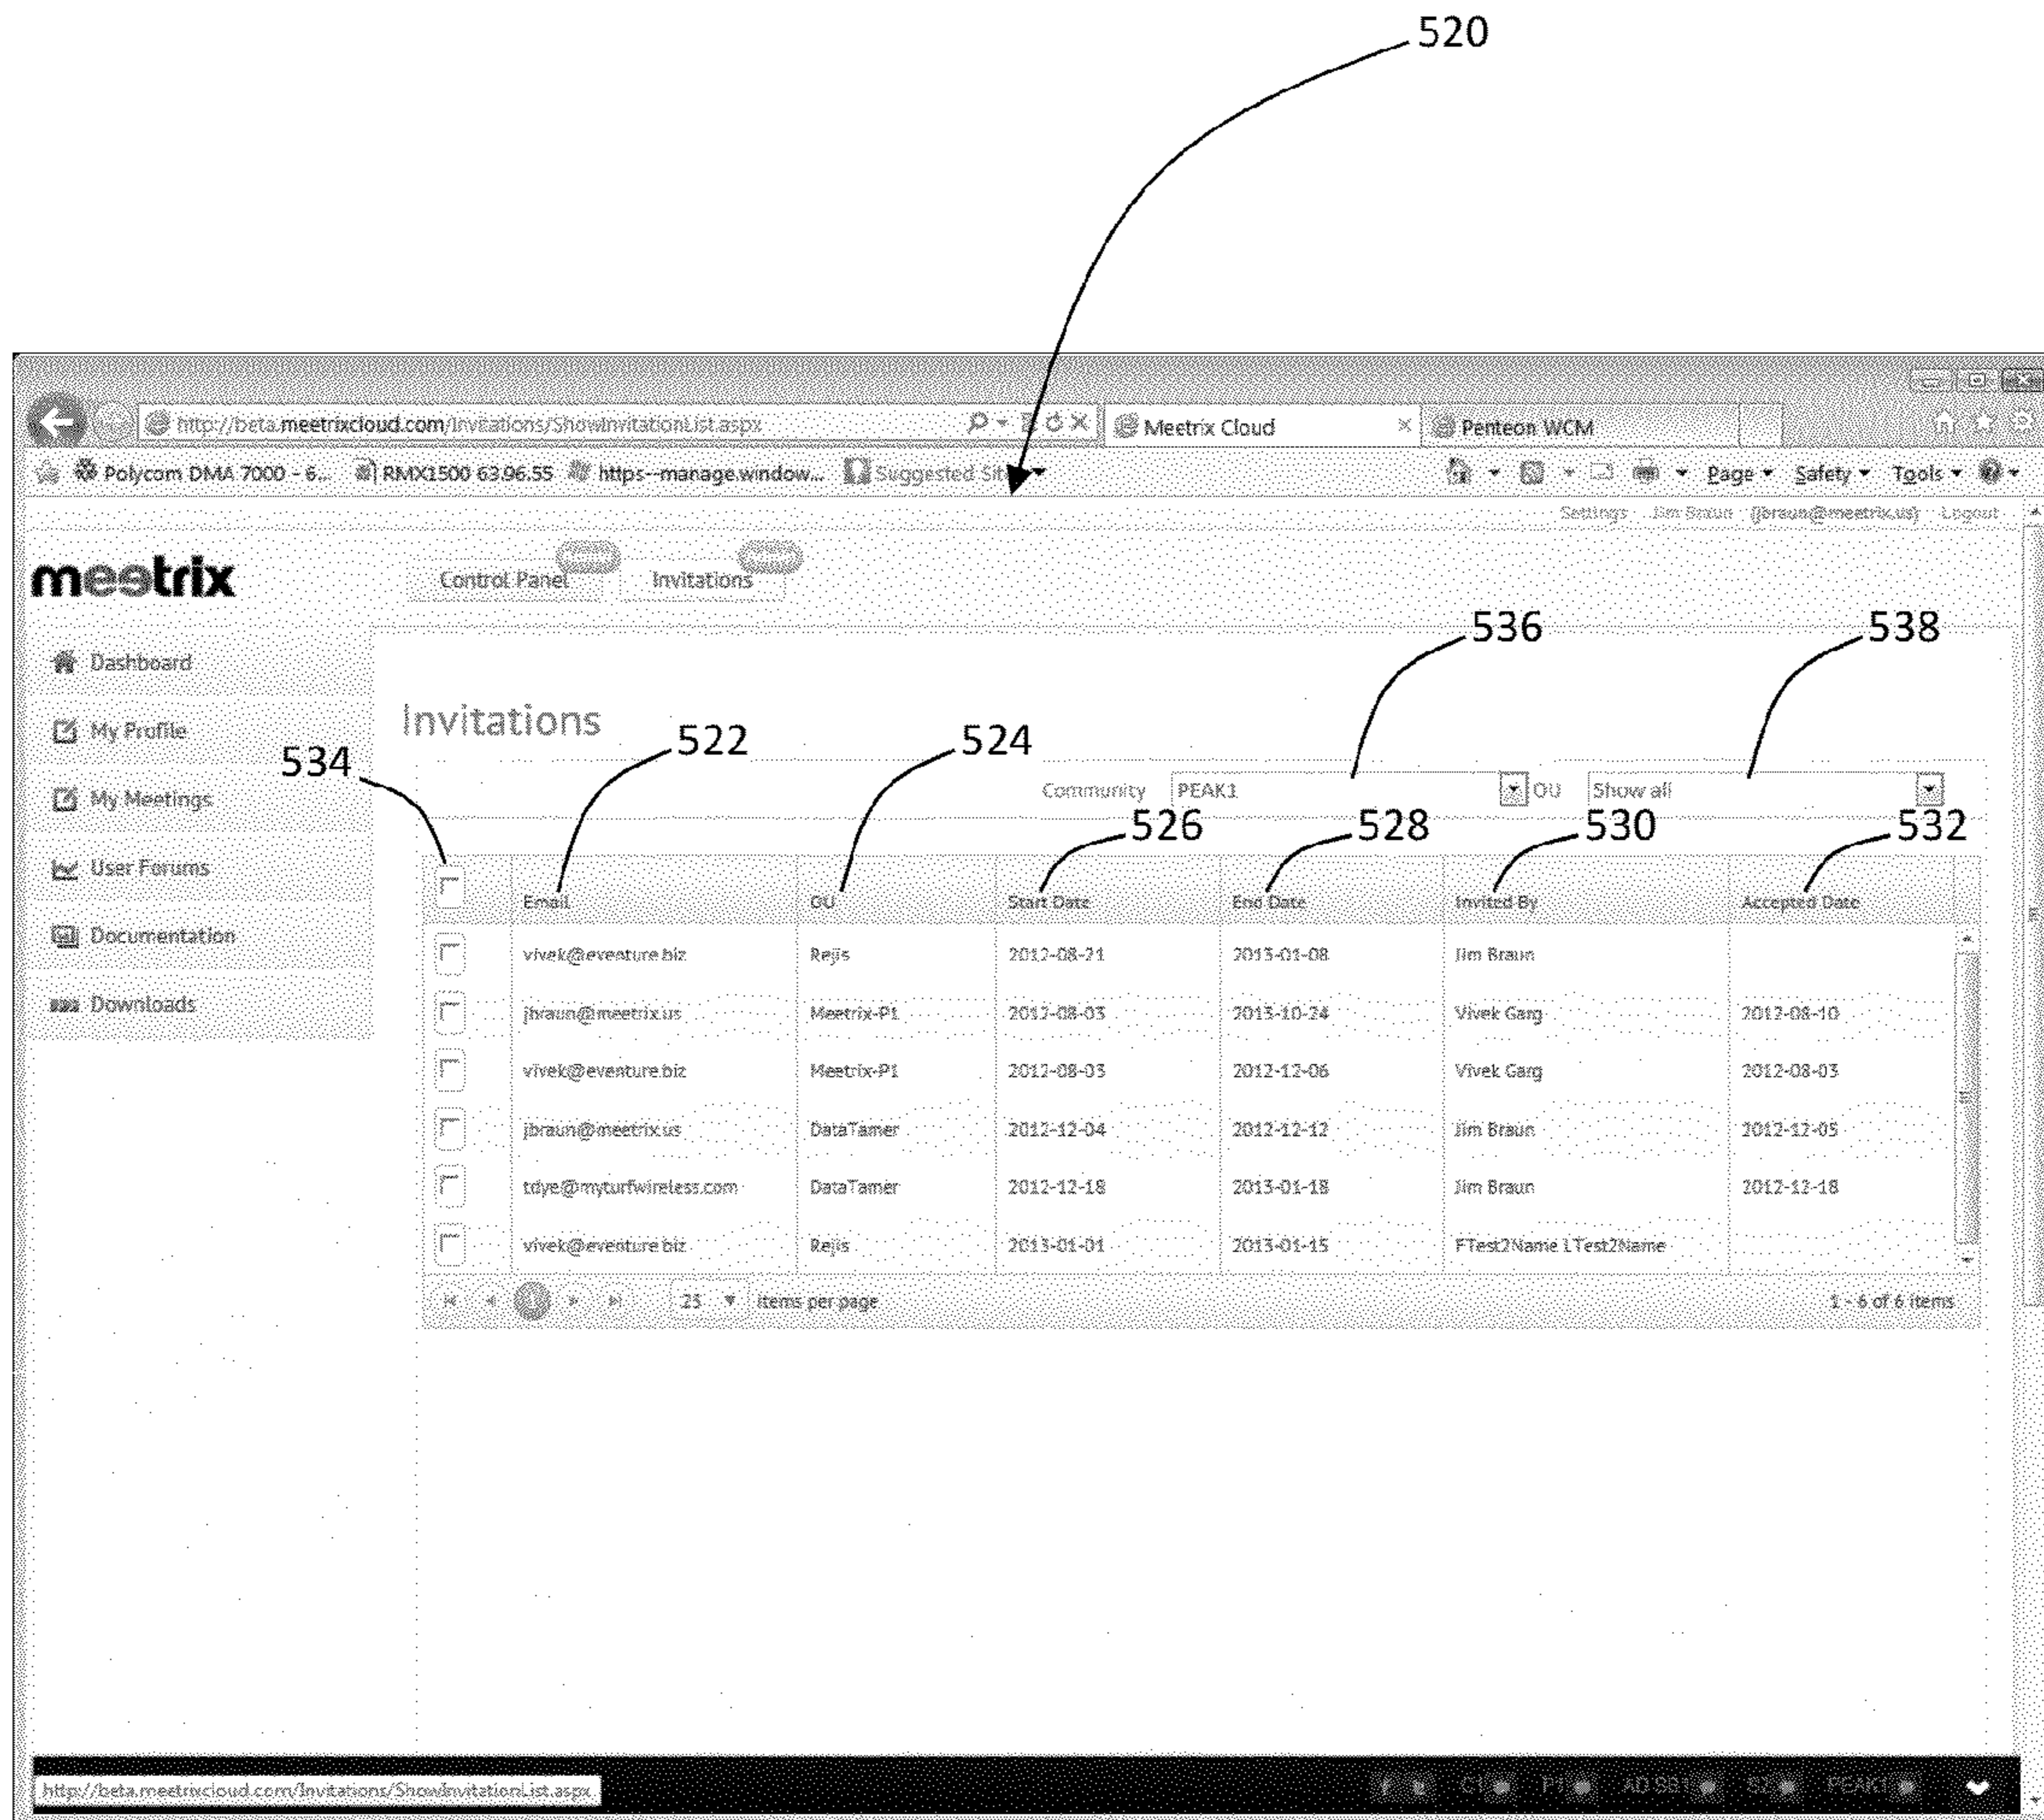 520
http://beta.meetrixcloud.com/Invitations/ShowInvitationList.aspx Meetrix Cloud Penteon WCM
Polycom DMA 7000 - 6... RMX1500 63.96.55 https--manage.window... Suggested Sit Page Safety Tools
Settings Jim Braun (jbraun@meetrix.us) Logout
meetrix
Control Panel Invitations
Dashboard
My Profile
My Meetings
User Forums
Documentation
Downloads
536 538
Invitations
534 522 524
Community PEAK1 OU Show all
526 528 530 532
Email OU Start Date End Date Invited By Accepted Date
vivek@eventure.biz Rejis 2012-08-21 2013-01-08 Jim Braun
jbraun@meetrix.us Meetrix-P1 2012-08-03 2013-10-24 Vivek Garg 2012-08-10
vivek@eventure.biz Meetrix-P1 2012-08-03 2012-12-06 Vivek Garg 2012-08-03
jbraun@meetrix.us DataTamer 2012-12-04 2012-12-12 Jim Braun 2012-12-05
tdye@myturfwireless.com DataTamer 2012-12-18 2013-01-18 Jim Braun 2012-12-18
vivek@eventure.biz Rejis 2013-01-01 2013-01-15 FTest2Name LTest2Name
1 25 items per page 1 - 6 of 6 items
http://beta.meetrixcloud.com/Invitations/ShowInvitationList.aspx C1 P1 PEAK1